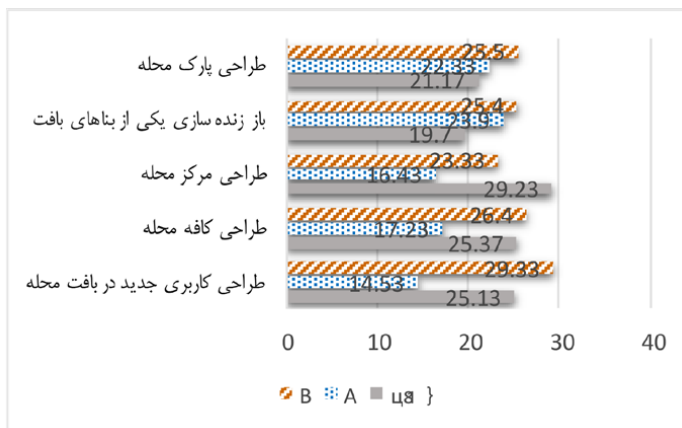 طراحی پارک محله
25.5
22.33
21.17
باز زنده سازی یکی از بناهای بافت
25.4
23.9
19.7
طراحی مرکز محله
23.33
16.43
29.23
طراحی کافه محله
26.4
17.23
25.37
طراحی کاربری جدید در بافت محله
29.33
14.53
25.13
0 10 20 30 40
B A